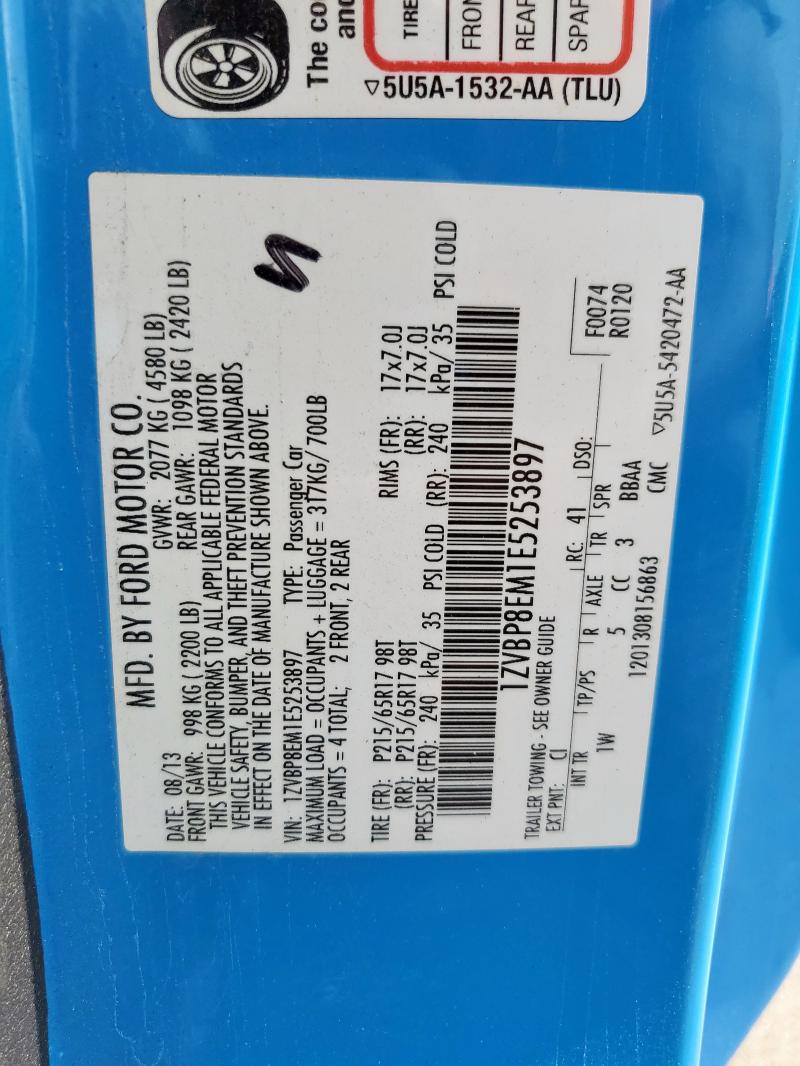 The co
and
TIRE
FRON
REAR
SPAR
▽5U5A-1532-AA (TLU)
MFD. BY FORD MOTOR CO.
DATE: 08/13 GVWR: 2077 KG ( 4580 LB)
FRONT GAWR: 998 KG ( 2200 LB) REAR GAWR: 1098 KG ( 2420 LB)
THIS VEHICLE CONFORMS TO ALL APPLICABLE FEDERAL MOTOR
VEHICLE SAFETY, BUMPER, AND THEFT PREVENTION STANDARDS
IN EFFECT ON THE DATE OF MANUFACTURE SHOWN ABOVE.
VIN: 1ZVBP8EM1E5253897 TYPE: Passenger Car
MAXIMUM LOAD = OCCUPANTS + LUGGAGE = 317KG/ 700LB
OCCUPANTS = 4 TOTAL; 2 FRONT, 2 REAR
TIRE (FR): P215/65R17 98T RIMS (FR): 17x7.0J
(RR): P215/65R17 98T (RR): 17x7.0J
PRESSURE (FR): 240 kPa/ 35 PSI COLD (RR): 240 kPa/ 35 PSI COLD
1ZVBP8EM1E5253897
TRAILER TOWING - SEE OWNER GUIDE
EXT PNT: CI RC: 41 DSO:
INT TR TP/PS R AXLE TR SPR
1W 5 CC 3 BBAA
F0074
R0120
1201308156863 CMC ▽5U5A-5420472-AA